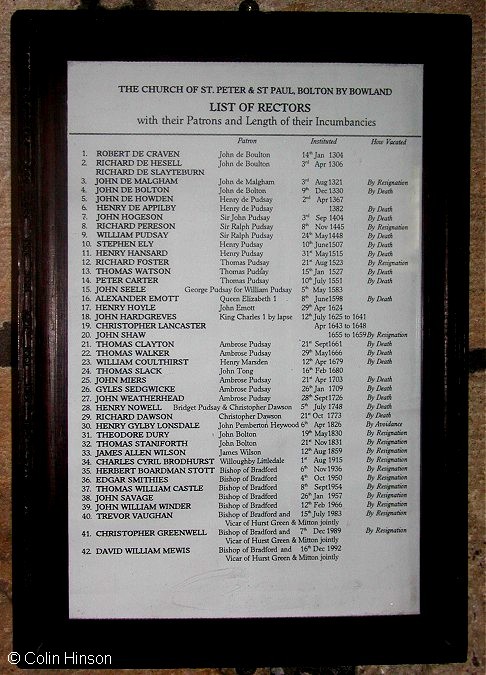 THE CHURCH OF ST. PETER & ST PAUL, BOLTON BY BOWLAND
LIST OF RECTORS
with their Patrons and Length of their Incumbancies
Patron Instituted How Vacated
1. ROBERT DE CRAVEN John de Boulton 14th Jan 1304
2. RICHARD DE HESELL John de Boulton 3rd Apr 1306
RICHARD DE SLAYTEBURN
3. JOHN DE MALGHAM John de Malgham 3rd Aug 1321 By Resignation
4. JOHN DE BOLTON John de Bolton 9th Dec 1330 By Death
5. JOHN DE HOWDEN Henry de Pudsay 2nd Apr 1367
6. HENRY DE APPILBY Henry de Pudsay 1382 By Death
7. JOHN HOGESON Sir John Pudsay 3rd Sep 1404 By Death
8. RICHARD PERESON Sir Ralph Pudsay 8th Nov 1445 By Resignation
9. WILLIAM PUDSAY Sir Ralph Pudsay 24th May 1448 By Death
10. STEPHEN ELY Henry Pudsay 10th June 1507 By Death
11. HENRY HANSARD Henry Pudsay 31st May 1515 By Death
12. RICHARD FOSTER Thomas Pudsay 21st Aug 1523 By Resignation
13. THOMAS WATSON Thomas Pudsay 15th Jan 1527 By Death
14. PETER CARTER Thomas Pudsay 10th July 1551 By Death
15. JOHN SEELE George Pudsay for William Pudsay 5th May 1583
16. ALEXANDER EMOTT Queen Elizabeth 1 8th June 1598 By Death
17. HENRY HOYLE John Emott 29th Apr 1624
18. JOHN HARDGREVES King Charles 1 by lapse 12th July 1625 to 1641
19. CHRISTOPHER LANCASTER Apr 1643 to 1648
20. JOHN SHAW 1655 to 1659 By Resignation
21. THOMAS CLAYTON Ambrose Pudsay 21st Sept 1661 By Death
22. THOMAS WALKER Ambrose Pudsay 29th May 1666 By Death
23. WILLIAM COULTHIRST Henry Marsden 12th Apr 1679 By Death
24. THOMAS SLACK John Tong 16th Feb 1680
25. JOHN MIERS Ambrose Pudsay 21st Apr 1703 By Death
26. GYLES SEDGWICKE Ambrose Pudsay 26th Jan 1709 By Death
27. JOHN WEATHERHEAD Ambrose Pudsay 28th Sept 1726 By Death
28. HENRY NOWELL Bridget Pudsay & Christopher Dawson 5th July 1748 By Death
29. RICHARD DAWSON Christopher Dawson 21st Oct 1773 By Death
30. HENRY GYLBY LONSDALE John Pemberton Heywood 6th Apr 1826 By Avoidance
31. THEODORE DURY John Bolton 19th May 1830 By Resignation
32. THOMAS STANIFORTH John Bolton 21st Nov 1831 By Resignation
33. JAMES ALLEN WILSON James Wilson 12th Aug 1859 By Resignation
34. CHARLES CYRIL BRODHURST Willoughby Littledale 1st Aug 1915 By Resignation
35. HERBERT BOARDMAN STOTT Bishop of Bradford 6th Nov 1936 By Resignation
36. EDGAR SMITHIES Bishop of Bradford 4th Oct 1950 By Resignation
37. THOMAS WILLIAM CASTLE Bishop of Bradford 8th Sept 1954 By Resignation
38. JOHN SAVAGE Bishop of Bradford 26th Jan 1957 By Resignation
39. JOHN WILLIAM WINDER Bishop of Bradford 12th Feb 1966 By Resignation
40. TREVOR VAUGHAN Bishop of Bradford and 15th July 1983 By Resignation
Vicar of Hurst Green & Mitton jointly
41. CHRISTOPHER GREENWELL Bishop of Bradford and 7th Dec 1989 By Resignation
Vicar of Hurst Green & Mitton jointly
42. DAVID WILLIAM MEWIS Bishop of Bradford and 16th Dec 1992
Vicar of Hurst Green & Mitton jointly
© Colin Hinson